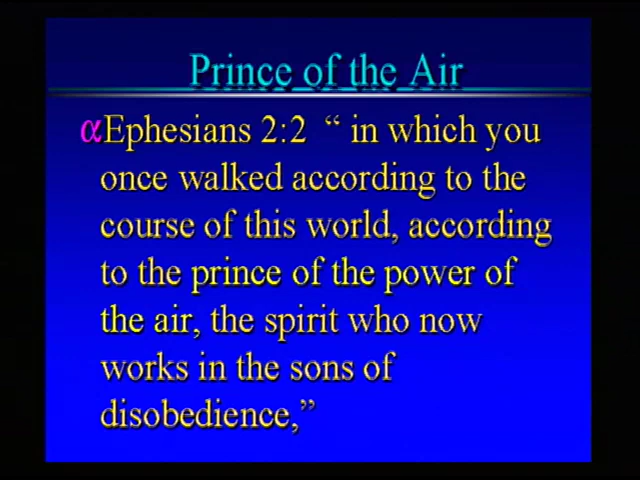 Prince of the Air
αEphesians 2:2 “ in which you
once walked according to the
course of this world, according
to the prince of the power of
the air, the spirit who now
works in the sons of
disobedience,”